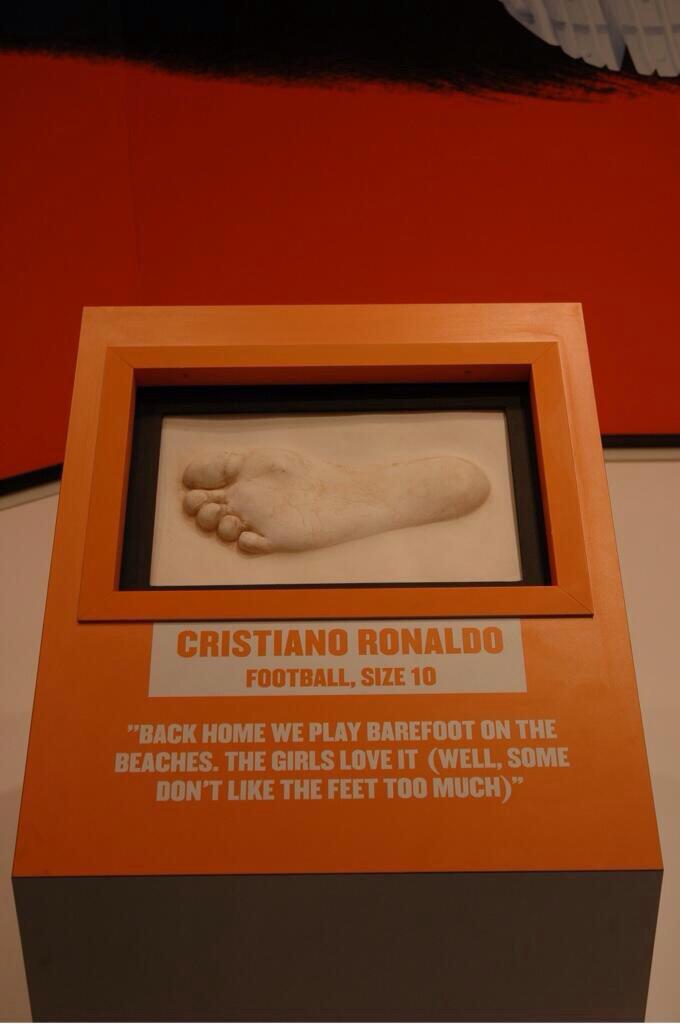 CRISTIANO RONALDO
FOOTBALL, SIZE 10
"BACK HOME WE PLAY BAREFOOT ON THE
BEACHES. THE GIRLS LOVE IT (WELL, SOME
DON'T LIKE THE FEET TOO MUCH)"